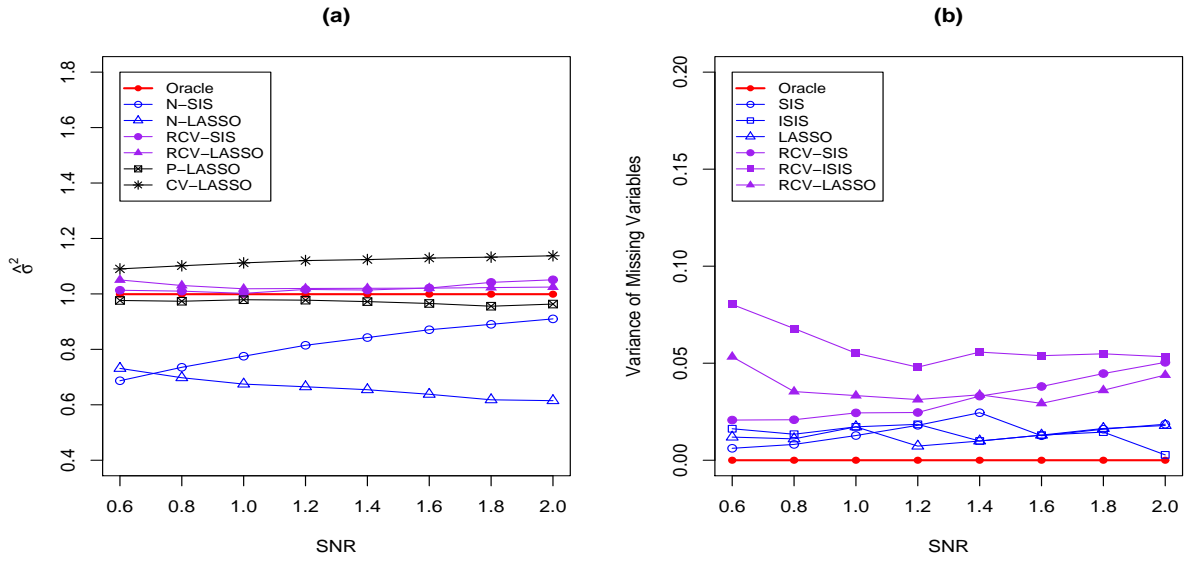 (a)
Oracle
N−SIS
N−LASSO
RCV−SIS
RCV−LASSO
P−LASSO
CV−LASSO
0.4
0.6
0.8
1.0
1.2
1.4
1.6
1.8
σ̂²
0.6 0.8 1.0 1.2 1.4 1.6 1.8 2.0
SNR
(b)
Oracle
SIS
ISIS
LASSO
RCV−SIS
RCV−ISIS
RCV−LASSO
0.00
0.05
0.10
0.15
0.20
Variance of Missing Variables
0.6 0.8 1.0 1.2 1.4 1.6 1.8 2.0
SNR